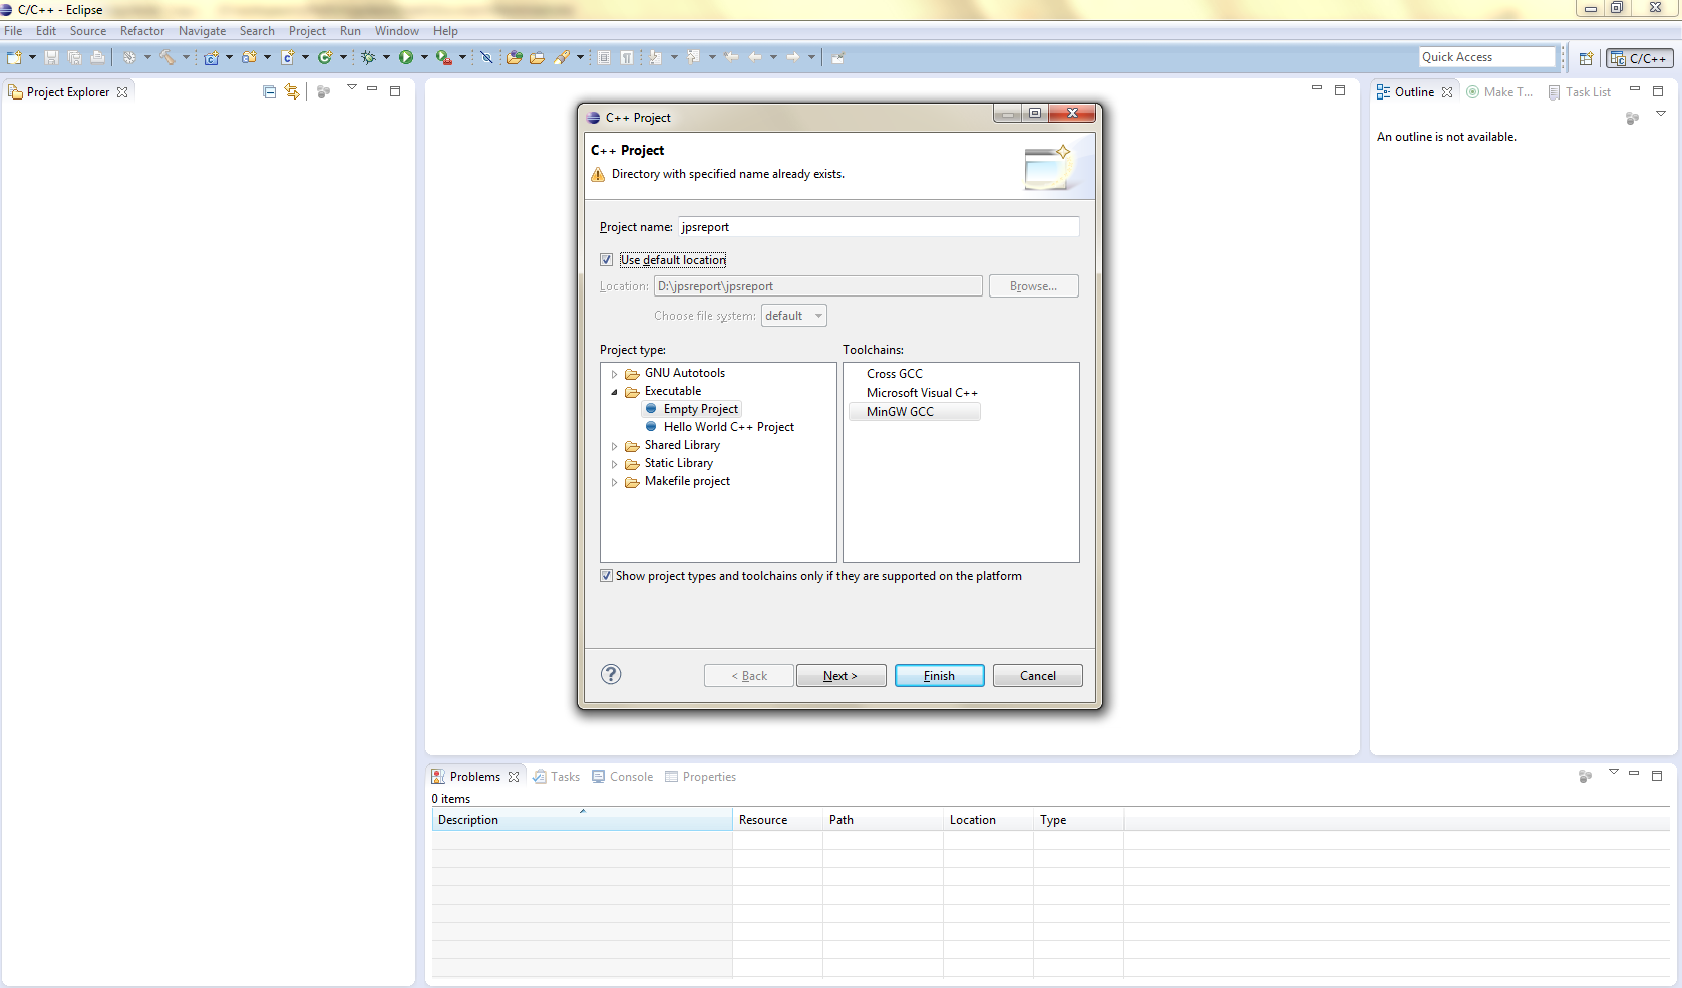 C/C++ - Eclipse
File Edit Source Refactor Navigate Search Project Run Window Help
Quick Access
C/C++
Project Explorer
Outline Make T... Task List
An outline is not available.
C++ Project
C++ Project
Directory with specified name already exists.
Project name: jpsreport
Use default location
Location: D:\jpsreport\jpsreport Browse...
Choose file system: default
Project type: Toolchains:
GNU Autotools
Executable
Empty Project
Hello World C++ Project
Shared Library
Static Library
Makefile project
Cross GCC
Microsoft Visual C++
MinGW GCC
Show project types and toolchains only if they are supported on the platform
? < Back Next > Finish Cancel
Problems Tasks Console Properties
0 items
Description Resource Path Location Type